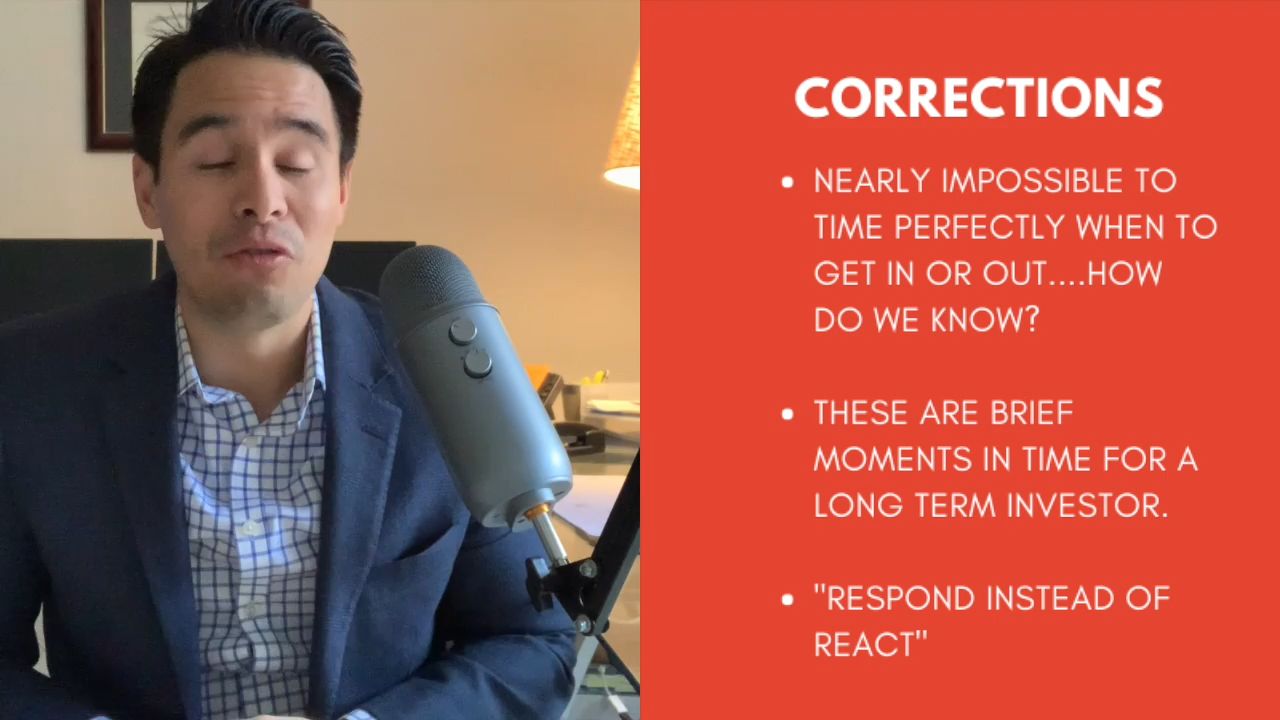 CORRECTIONS
• NEARLY IMPOSSIBLE TO
TIME PERFECTLY WHEN TO
GET IN OR OUT....HOW
DO WE KNOW?
• THESE ARE BRIEF
MOMENTS IN TIME FOR A
LONG TERM INVESTOR.
• "RESPOND INSTEAD OF
REACT"